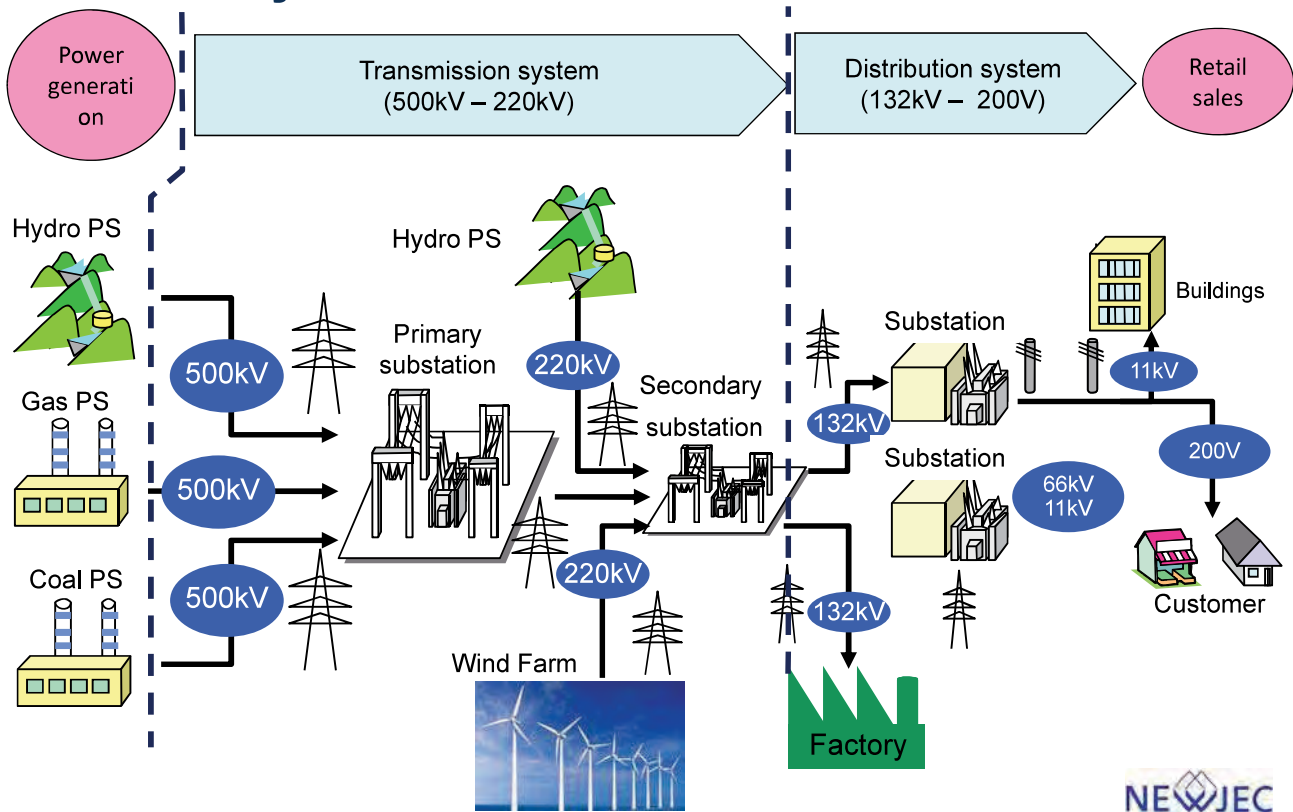 Power
generati
on
Transmission system
(500kV – 220kV)
Distribution system
(132kV – 200V)
Retail
sales
Hydro PS
Hydro PS
Buildings
Primary
substation
Substation
500kV
220kV
11kV
Gas PS
Secondary
substation
132kV
Substation
200V
500kV
66kV
11kV
Coal PS
500kV
220kV
132kV
Customer
Wind Farm
Factory
NEWJEC